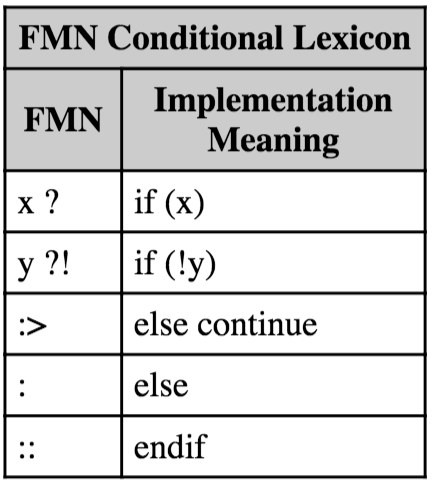 FMN Conditional Lexicon
FMN Implementation
Meaning
x ? if (x)
y ?! if (!y)
:> else continue
: else
:: endif